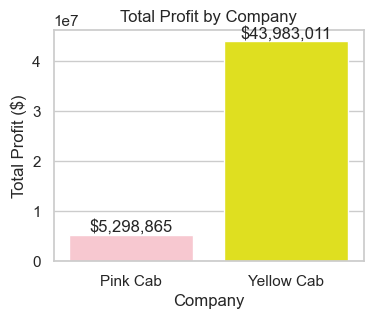 Total Profit by Company
1e7
$43,983,011
4
3
Total Profit ($)
2
1
$5,298,865
0
Pink Cab
Yellow Cab
Company